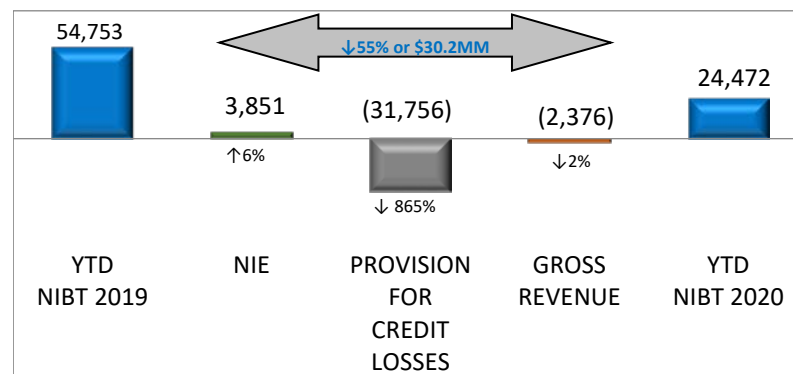 54,753
↓55% or $30.2MM
24,472
3,851
(31,756)
(2,376)
↑6%
↓2%
↓ 865%
YTD
NIBT 2019
NIE
PROVISION
FOR
CREDIT
LOSSES
GROSS
REVENUE
YTD
NIBT 2020